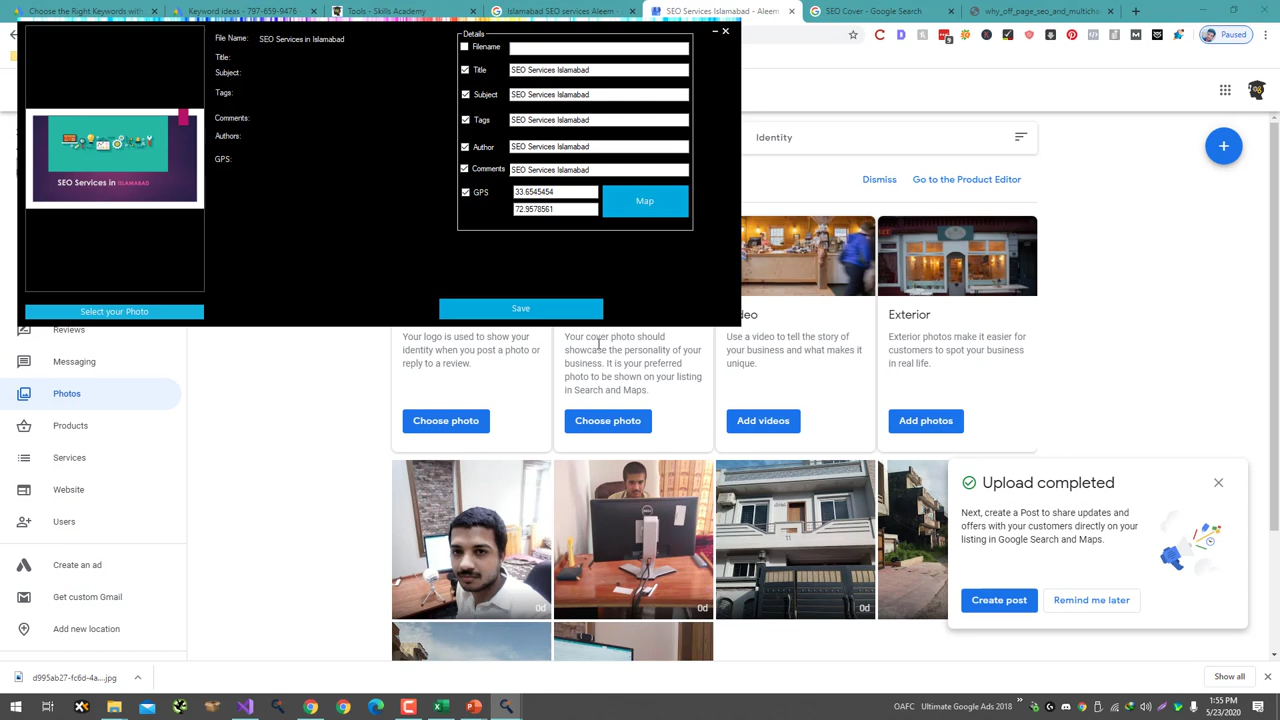 Choose the Right Keywords with
Keyword Ideas - 797-659-9476 -
Tools - Skills Academy
Islamabad SEO services Aleem -
SEO Services Islamabad - Aleem
SEO Cover - Google Search
why_off_page_seo_and_multicha
Paused
File Name:
SEO Services in Islamabad
Title:
Subject:
Tags:
Comments:
Authors:
GPS:
SEO Services in ISLAMABAD
Select your Photo
Details
Filename
Title
SEO Services Islamabad
Subject
SEO Services Islamabad
Tags
SEO Services Islamabad
Author
SEO Services Islamabad
Comments
SEO Services Islamabad
GPS
33.6545454
72.9578561
Map
Save
Identity
Dismiss
Go to the Product Editor
deo
Exterior
Your logo is used to show your
identity when you post a photo or
reply to a review.
Your cover photo should
showcase the personality of your
business. It is your preferred
photo to be shown on your listing
in Search and Maps.
Use a video to tell the story of
your business and what makes it
unique.
Exterior photos make it easier for
customers to spot your business
in real life.
Choose photo
Choose photo
Add videos
Add photos
Reviews
Messaging
Photos
Products
Services
Website
Users
Create an ad
Get custom Gmail
Add new location
DELL
0d
0d
0d
Upload completed
Next, create a Post to share updates and
offers with your customers directly on your
listing in Google Search and Maps.
Create post
Remind me later
d995ab27-fc6d-4a....jpg
Show all
OAFC
Ultimate Google Ads 2018
1:55 PM
5/23/2020